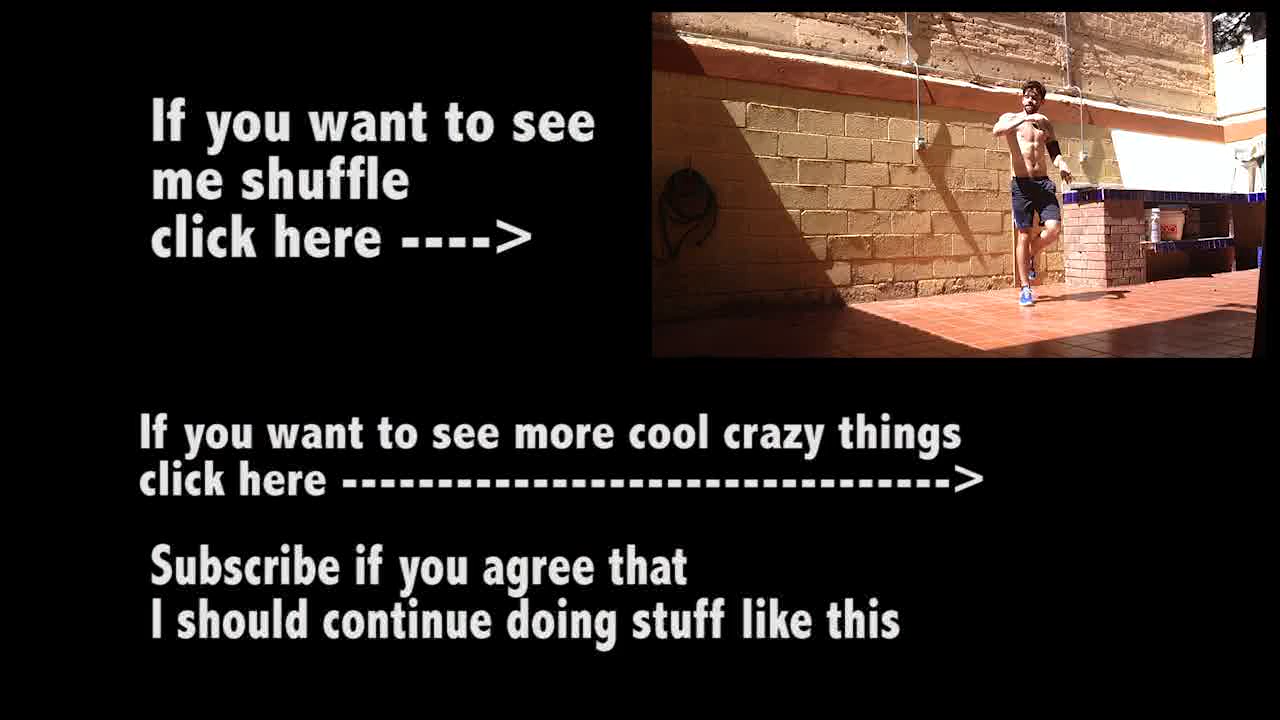 If you want to see
me shuffle
click here ---->
If you want to see more cool crazy things
click here -------------------------------->
Subscribe if you agree that
I should continue doing stuff like this